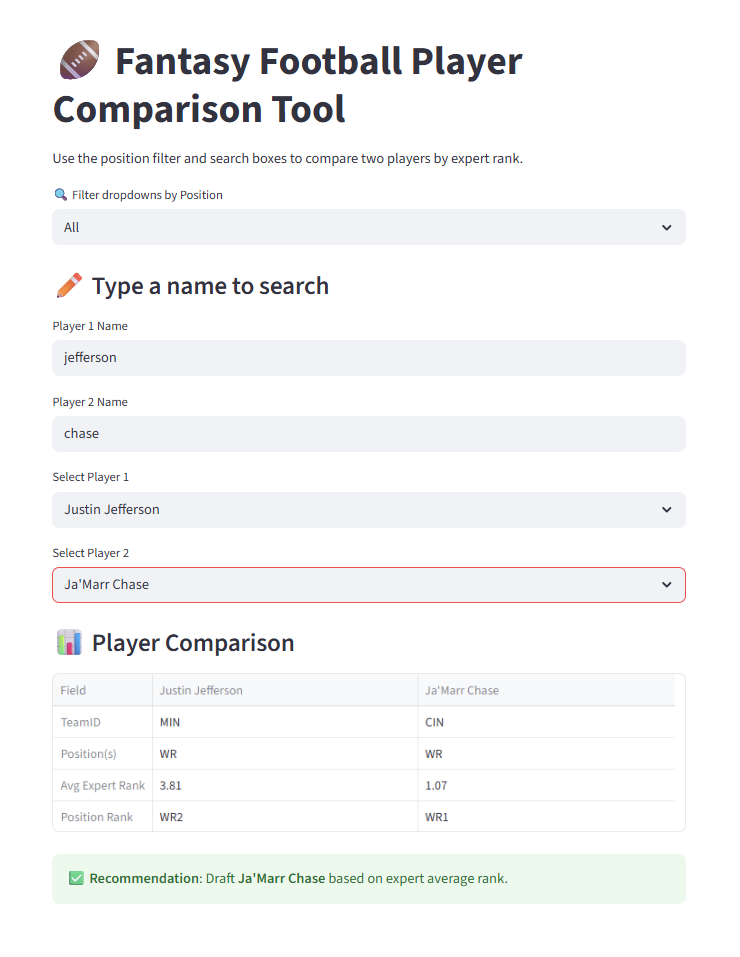 🏈 Fantasy Football Player
Comparison Tool
Use the position filter and search boxes to compare two players by expert rank.
🔍 Filter dropdowns by Position
All
✏️ Type a name to search
Player 1 Name
jefferson
Player 2 Name
chase
Select Player 1
Justin Jefferson
Select Player 2
Ja'Marr Chase
📊 Player Comparison
Field Justin Jefferson Ja'Marr Chase
TeamID MIN CIN
Position(s) WR WR
Avg Expert Rank 3.81 1.07
Position Rank WR2 WR1
✅ Recommendation: Draft Ja'Marr Chase based on expert average rank.